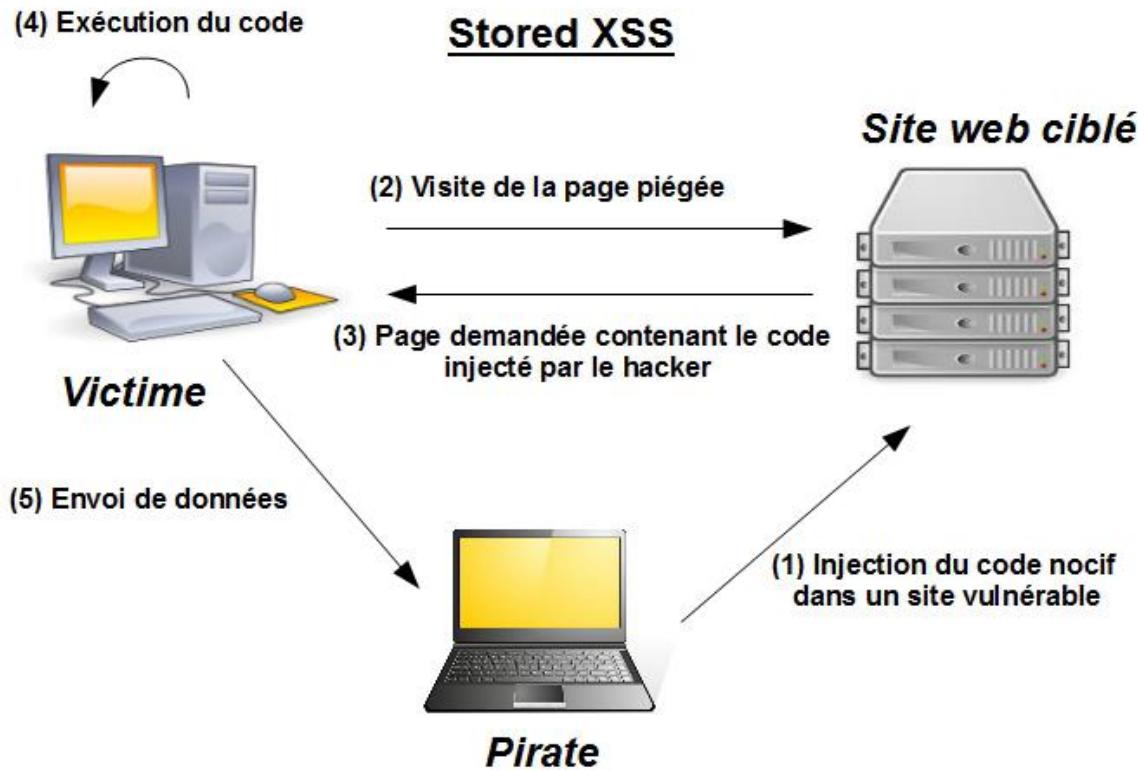 (4) Exécution du code
Stored XSS
Site web ciblé
(2) Visite de la page piégée
(3) Page demandée contenant le code
injecté par le hacker
Victime
(5) Envoi de données
(1) Injection du code nocif
dans un site vulnérable
Pirate